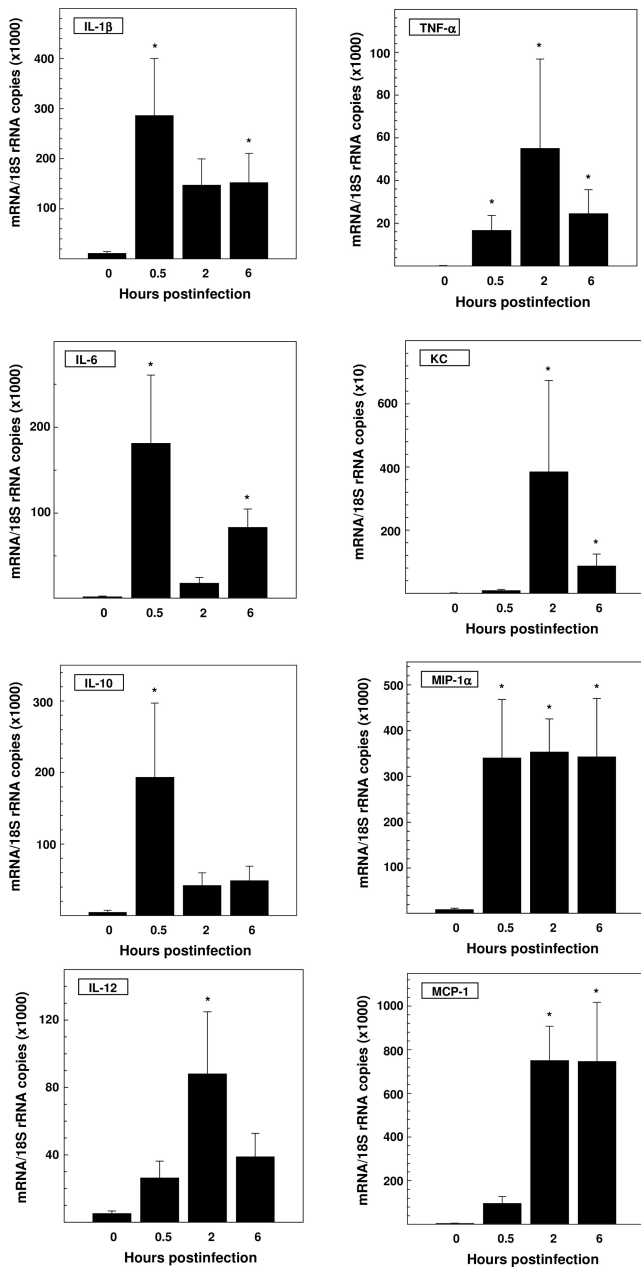 IL-1β
mRNA/18S rRNA copies (x1000)
400
300
200
100
*
*
0 0.5 2 6
Hours postinfection
TNF-α
mRNA/18S rRNA copies (x1000)
100
80
60
40
20
*
*
*
0 0.5 2 6
Hours postinfection
IL-6
mRNA/18S rRNA copies (x1000)
200
100
*
*
0 0.5 2 6
Hours postinfection
KC
mRNA/18S rRNA copies (x10)
600
400
200
*
*
0 0.5 2 6
Hours postinfection
IL-10
mRNA/18S rRNA copies (x1000)
300
200
100
*
0 0.5 2 6
Hours postinfection
MIP-1α
mRNA/18S rRNA copies (x1000)
500
400
300
200
100
*
*
*
0 0.5 2 6
Hours postinfection
IL-12
mRNA/18S rRNA copies (x1000)
120
80
40
*
0 0.5 2 6
Hours postinfection
MCP-1
mRNA/18S rRNA copies (x1000)
1000
800
600
400
200
*
*
0 0.5 2 6
Hours postinfection